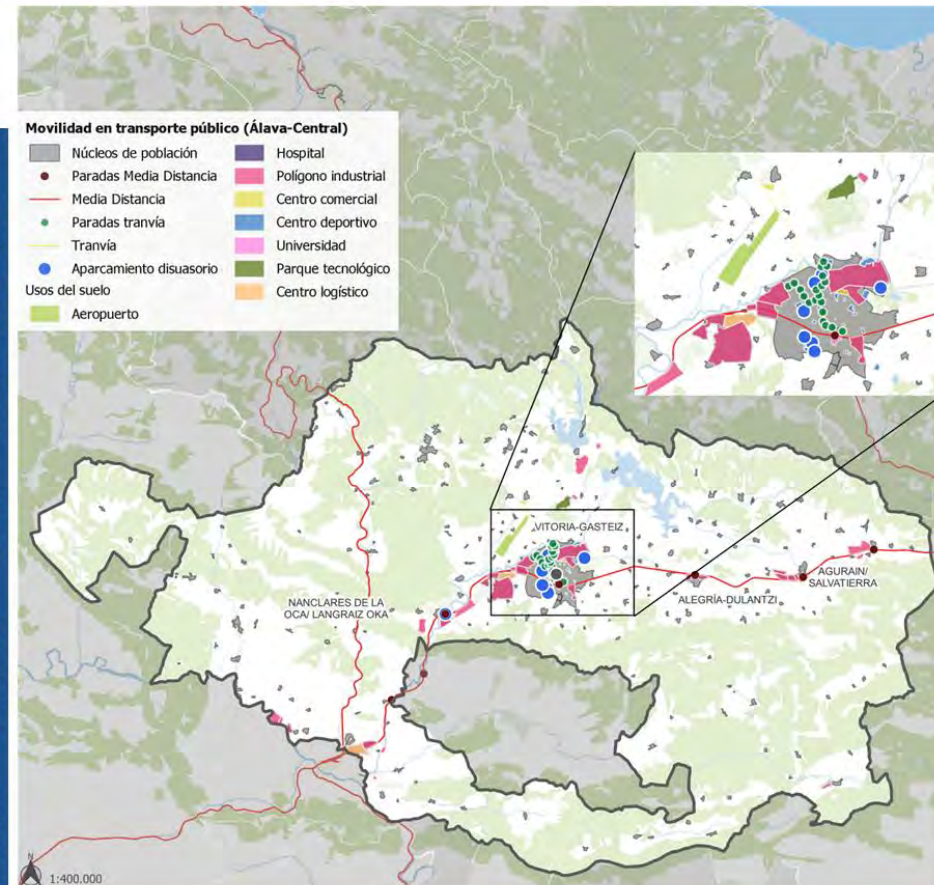 Movilidad en transporte público (Álava-Central)
Núcleos de población
Paradas Media Distancia
Media Distancia
Paradas tranvía
Tranvía
Aparcamiento disuasorio
Usos del suelo
Aeropuerto
Hospital
Polígono industrial
Centro comercial
Centro deportivo
Universidad
Parque tecnológico
Centro logístico
VITORIA-GASTEIZ
AGURAIN/
SALVATIERRA
ALEGRÍA-DULANTZI
NANCLARES DE LA
OCA/ LANGRAIZ OKA
N
1:400.000